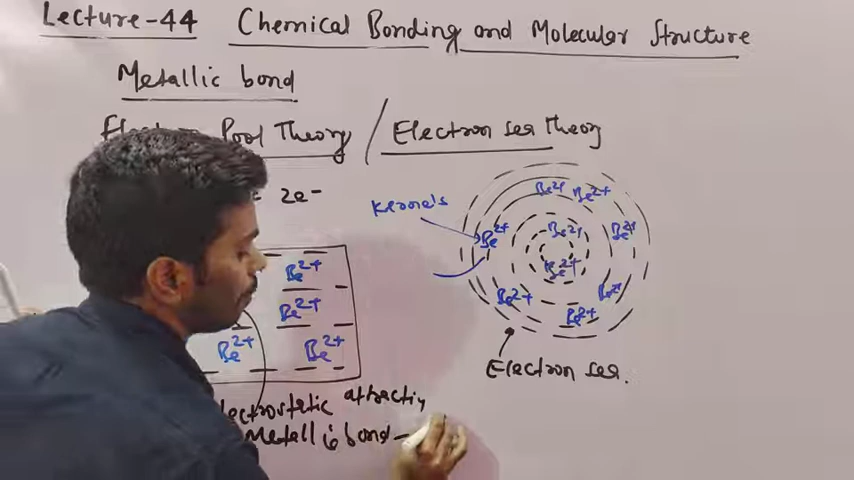 Lecture-44 Chemical Bonding and Molecular Structure
Metallic bond
Pool Theory / Electron sea Theory
= 2e⁻
Kernels
Be²⁺ Be²⁺
Be²⁺ Be²⁺ Be²⁺
Be²⁺
Be²⁺ Be²⁺
Be²⁺
Be²⁺
Be²⁺
Be²⁺ Be²⁺
Electron sea.
attraction
Metallic bond -